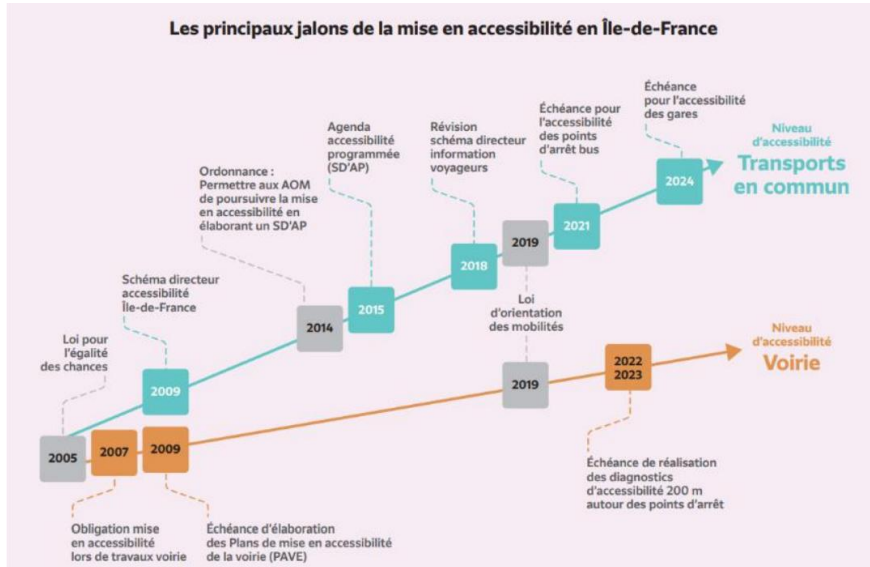 Les principaux jalons de la mise en accessibilité en Île-de-France
Échéance
pour l'accessibilité
des gares
Niveau
d'accessibilité
Transports
en commun
2024
Échéance pour
l'accessibilité
des points
d'arrêt bus
2021
Révision
schéma directeur
information
voyageurs
2018
2019
Agenda
accessibilité
programmée
(SD'AP)
2015
Ordonnance :
Permettre aux AOM
de poursuivre la mise
en accessibilité en
élaborant un SD'AP
2014
Schéma directeur
accessibilité
Île-de-France
2009
Loi pour
l'égalité
des chances
2005
Loi
d'orientation
des mobilités
2019
Niveau
d'accessibilité
Voirie
2022
2023
Échéance de réalisation
des diagnostics
d'accessibilité 200 m
autour des points d'arrêt
2007
2009
Obligation mise
en accessibilité
lors de travaux voirie
Échéance d'élaboration
des Plans de mise en accessibilité
de la voirie (PAVE)